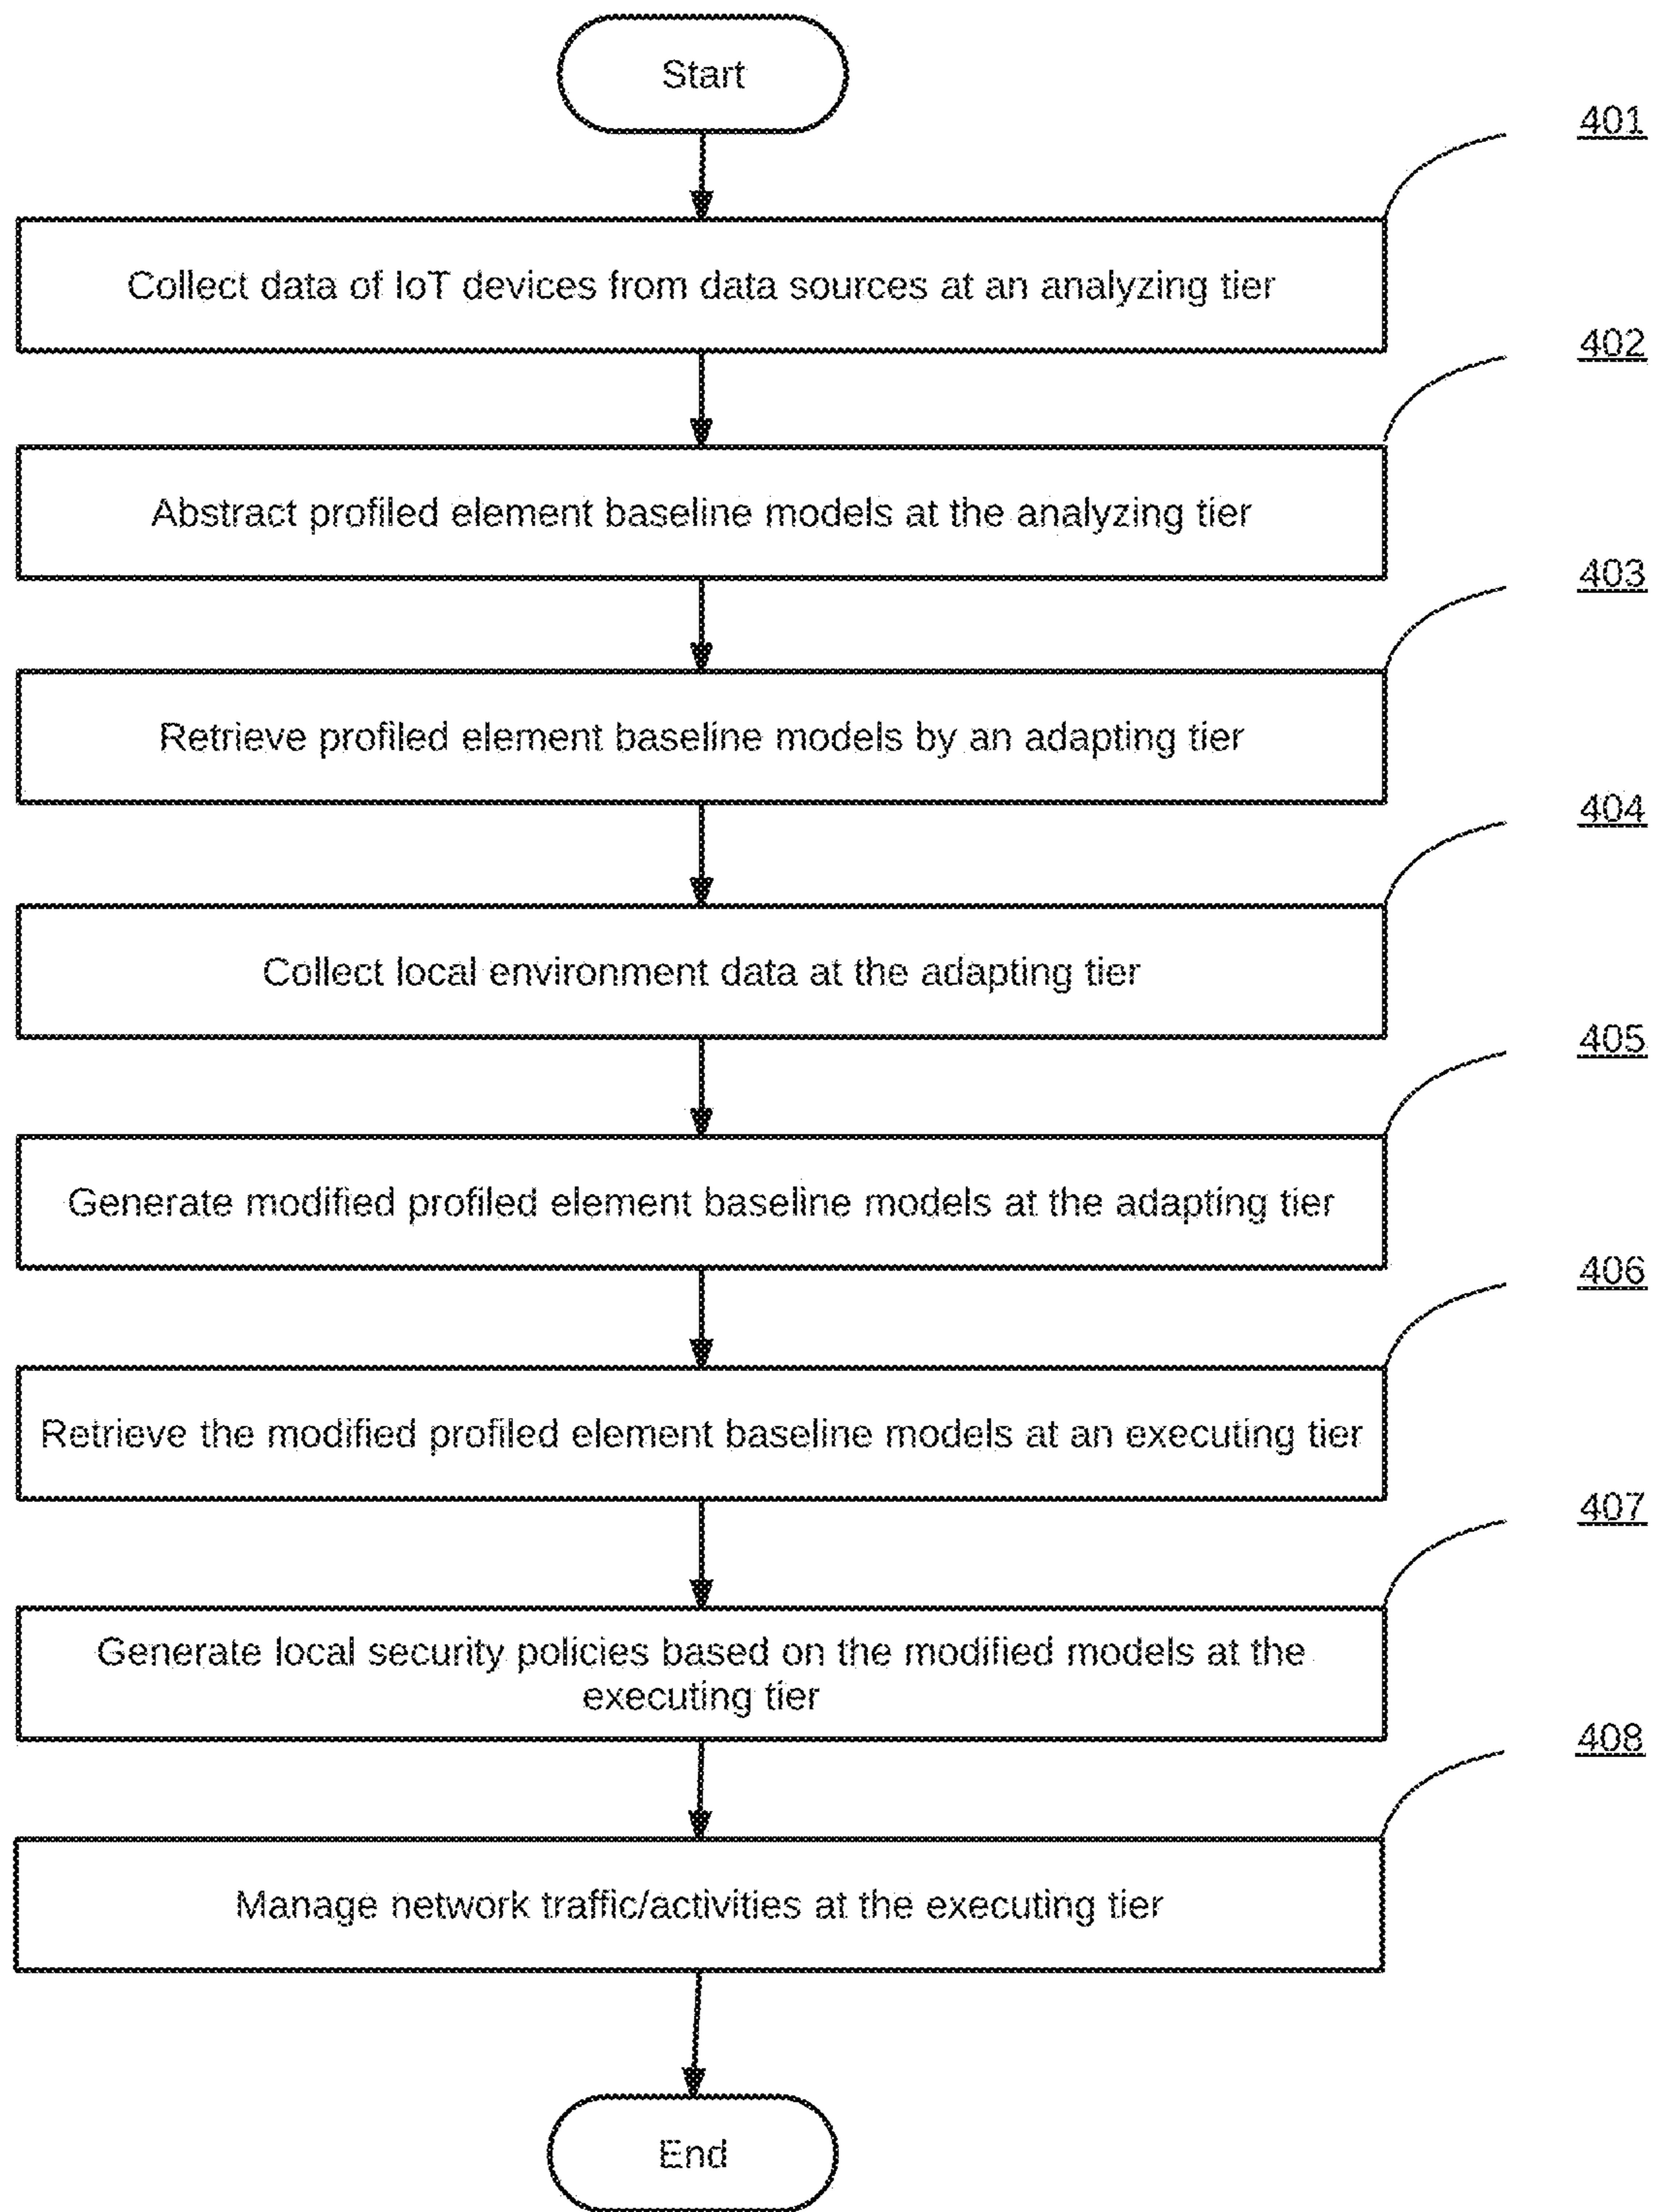 Start
401
Collect data of IoT devices from data sources at an analyzing tier
402
Abstract profiled element baseline models at the analyzing tier
403
Retrieve profiled element baseline models by an adapting tier
404
Collect local environment data at the adapting tier
405
Generate modified profiled element baseline models at the adapting tier
406
Retrieve the modified profiled element baseline models at an executing tier
407
Generate local security policies based on the modified models at the
executing tier
408
Manage network traffic/activities at the executing tier
End